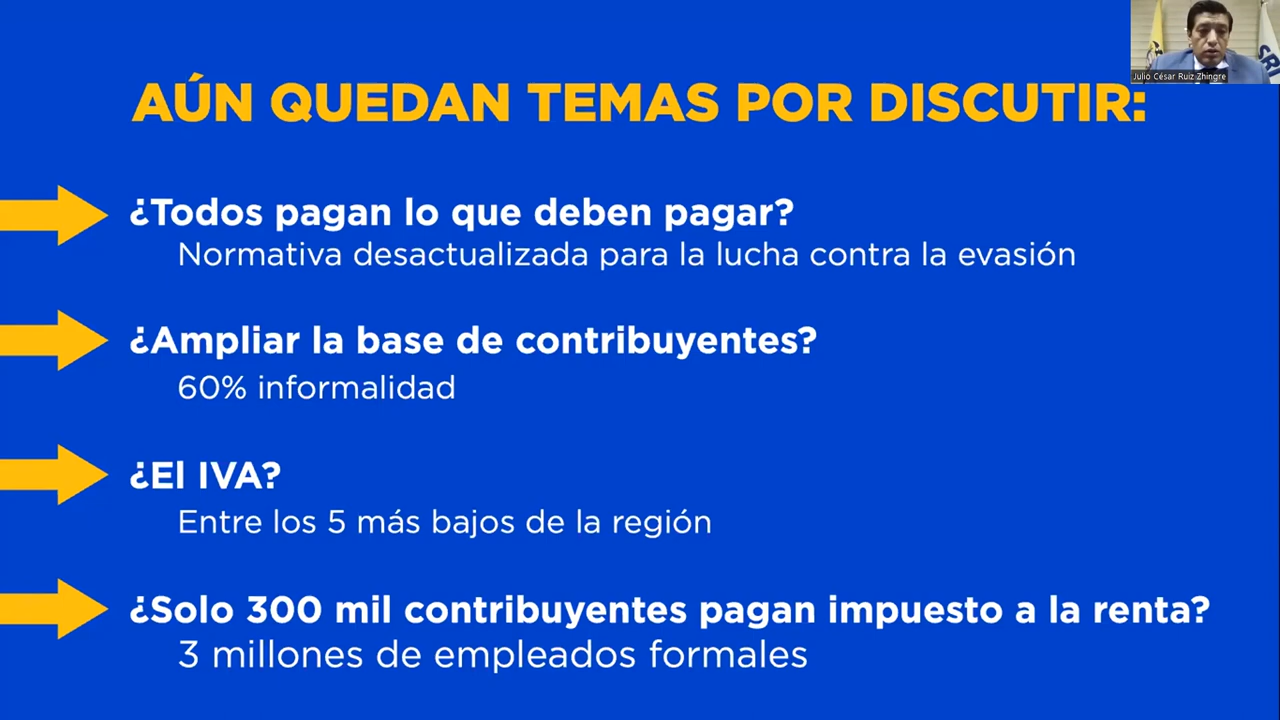 AÚN QUEDAN TEMAS POR DISCUTIR:
¿Todos pagan lo que deben pagar?
Normativa desactualizada para la lucha contra la evasión
¿Ampliar la base de contribuyentes?
60% informalidad
¿El IVA?
Entre los 5 más bajos de la región
¿Solo 300 mil contribuyentes pagan impuesto a la renta?
3 millones de empleados formales
Julio César Ruiz Zhingre
SRI